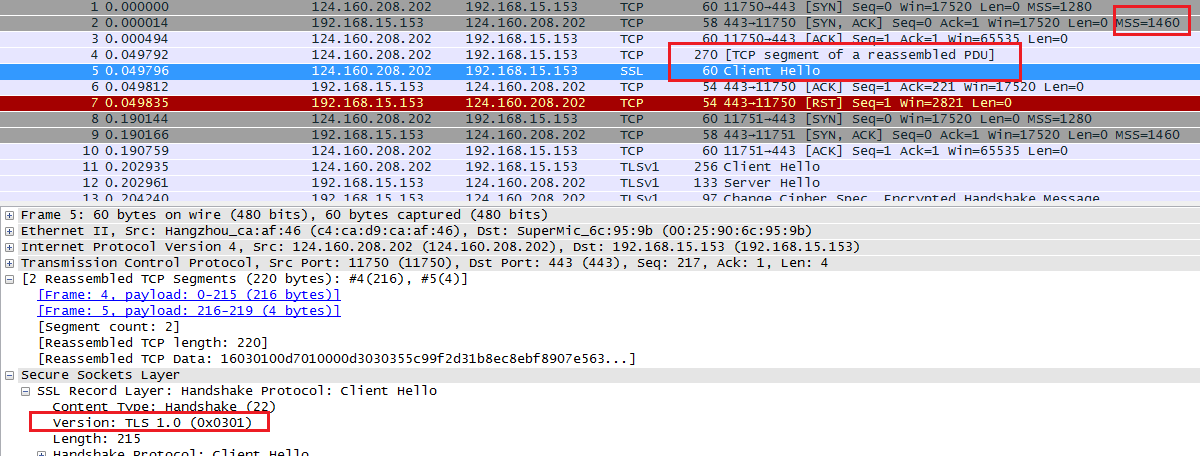 1 0.000000 124.160.208.202 192.168.15.153 TCP 60 11750→443 [SYN] Seq=0 Win=17520 Len=0 MSS=1280
2 0.000014 192.168.15.153 124.160.208.202 TCP 58 443→11750 [SYN, ACK] Seq=0 Ack=1 Win=17520 Len=0 MSS=1460
3 0.000494 124.160.208.202 192.168.15.153 TCP 60 11750→443 [ACK] Seq=1 Ack=1 Win=65535 Len=0
4 0.049792 124.160.208.202 192.168.15.153 TCP 270 [TCP segment of a reassembled PDU]
5 0.049796 124.160.208.202 192.168.15.153 SSL 60 Client Hello
6 0.049812 192.168.15.153 124.160.208.202 TCP 54 443→11750 [ACK] Seq=1 Ack=221 Win=17520 Len=0
7 0.049835 192.168.15.153 124.160.208.202 TCP 54 443→11750 [RST] Seq=1 Win=2821 Len=0
8 0.190144 124.160.208.202 192.168.15.153 TCP 60 11751→443 [SYN] Seq=0 Win=17520 Len=0 MSS=1280
9 0.190166 192.168.15.153 124.160.208.202 TCP 58 443→11751 [SYN, ACK] Seq=0 Ack=1 Win=17520 Len=0 MSS=1460
10 0.190759 124.160.208.202 192.168.15.153 TCP 60 11751→443 [ACK] Seq=1 Ack=1 Win=65535 Len=0
11 0.202935 124.160.208.202 192.168.15.153 TLSv1 256 Client Hello
12 0.202961 192.168.15.153 124.160.208.202 TLSv1 133 Server Hello
13 0.204240 192.168.15.153 124.160.208.202 TLSv1 97 Change Cipher Spec, Encrypted Handshake Message
Frame 5: 60 bytes on wire (480 bits), 60 bytes captured (480 bits)
Ethernet II, Src: Hangzhou_ca:af:46 (c4:ca:d9:ca:af:46), Dst: SuperMic_6c:95:9b (00:25:90:6c:95:9b)
Internet Protocol Version 4, Src: 124.160.208.202 (124.160.208.202), Dst: 192.168.15.153 (192.168.15.153)
Transmission Control Protocol, Src Port: 11750 (11750), Dst Port: 443 (443), Seq: 217, Ack: 1, Len: 4
[2 Reassembled TCP Segments (220 bytes): #4(216), #5(4)]
[Frame: 4, payload: 0-215 (216 bytes)]
[Frame: 5, payload: 216-219 (4 bytes)]
[Segment count: 2]
[Reassembled TCP length: 220]
[Reassembled TCP Data: 16030100d7010000d3030355c99f2d31b8ec8ebf8907e563...]
Secure Sockets Layer
SSL Record Layer: Handshake Protocol: Client Hello
Content Type: Handshake (22)
Version: TLS 1.0 (0x0301)
Length: 215
Handshake Protocol: Client Hello